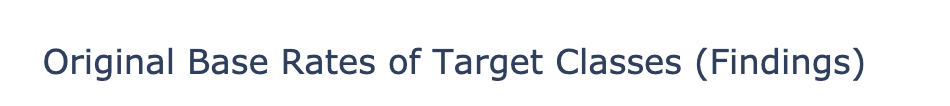 Original Base Rates of Target Classes (Findings)